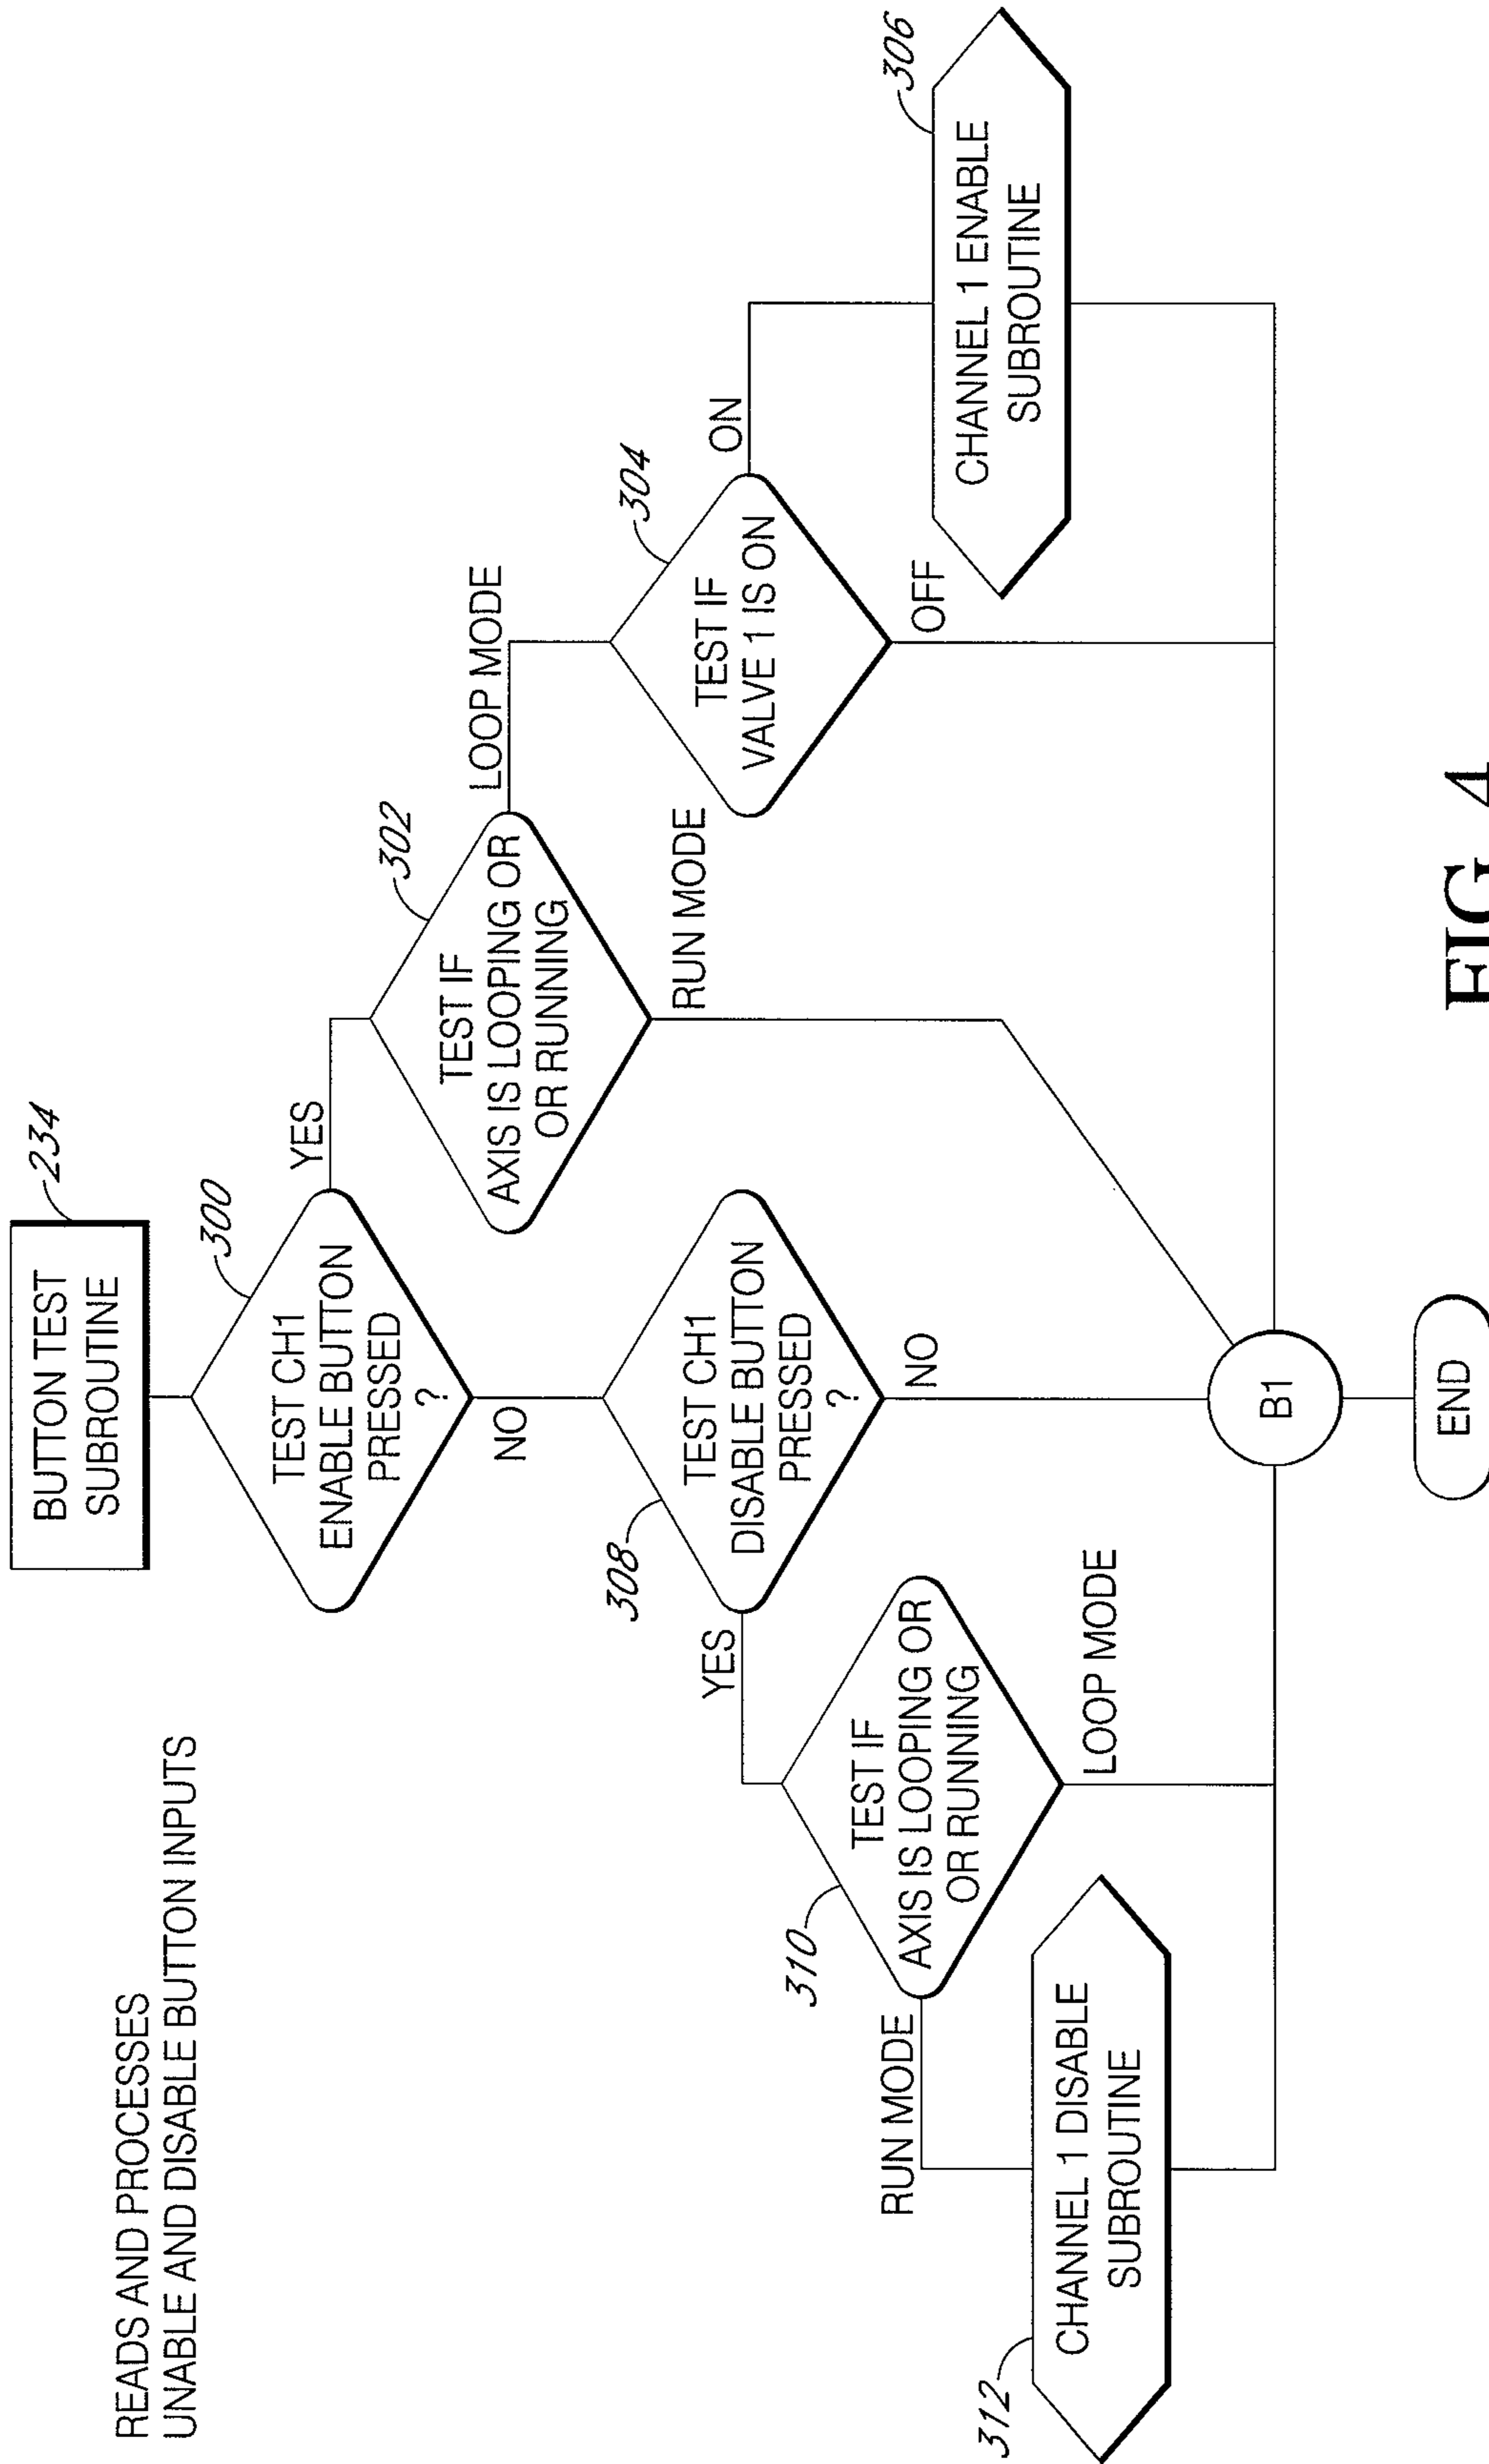 READS AND PROCESSES
UNABLE AND DISABLE BUTTON INPUTS
BUTTON TEST
SUBROUTINE
234
300
TEST CH1
ENABLE BUTTON
PRESSED
?
YES
NO
302
TEST IF
AXIS IS LOOPING OR
OR RUNNING
LOOP MODE
RUN MODE
304
TEST IF
VALVE 1 IS ON
ON
OFF
306
CHANNEL 1 ENABLE
SUBROUTINE
308
TEST CH1
DISABLE BUTTON
PRESSED
?
YES
NO
310
TEST IF
AXIS IS LOOPING OR
OR RUNNING
RUN MODE
LOOP MODE
312
CHANNEL 1 DISABLE
SUBROUTINE
B1
END
FIG. 4